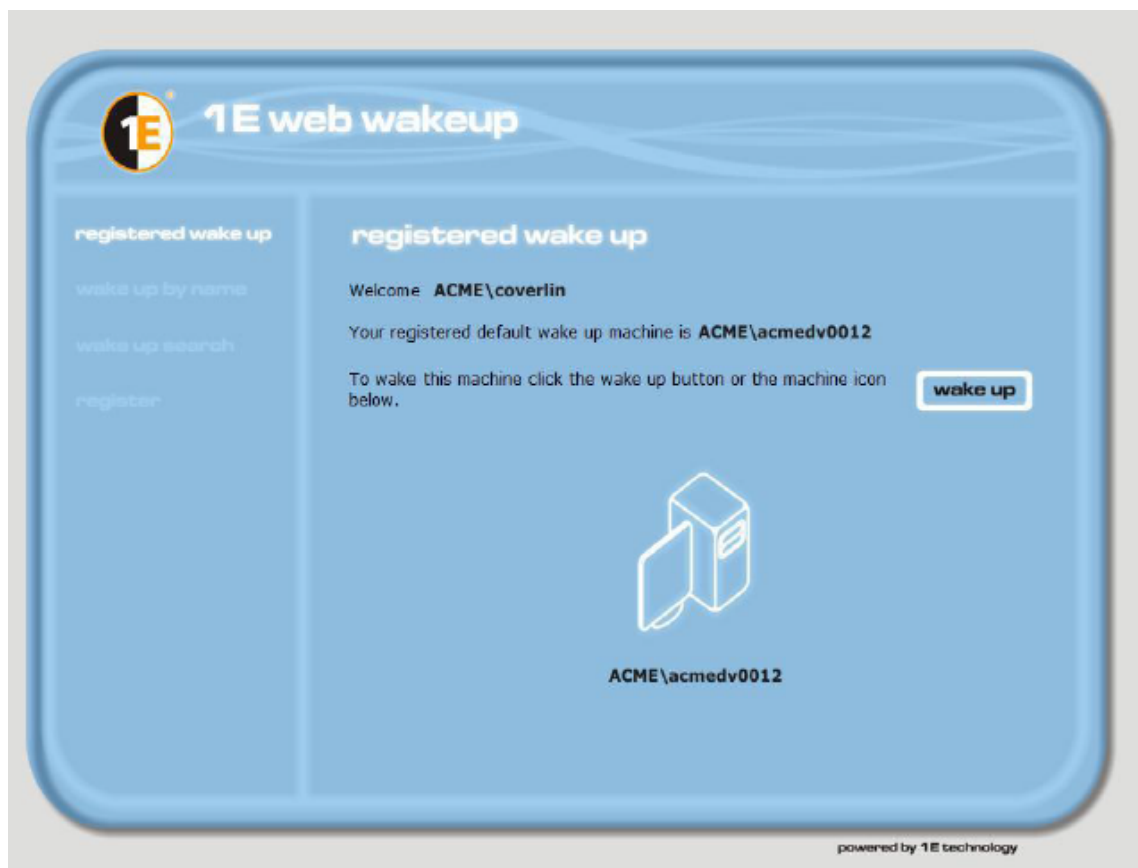 1E ®
1E web wakeup
registered wake up
wake up by name
wake up search
register
registered wake up
Welcome ACME\coverlin
Your registered default wake up machine is ACME\acmedv0012
To wake this machine click the wake up button or the machine icon
below.
wake up
ACME\acmedv0012
powered by 1E technology